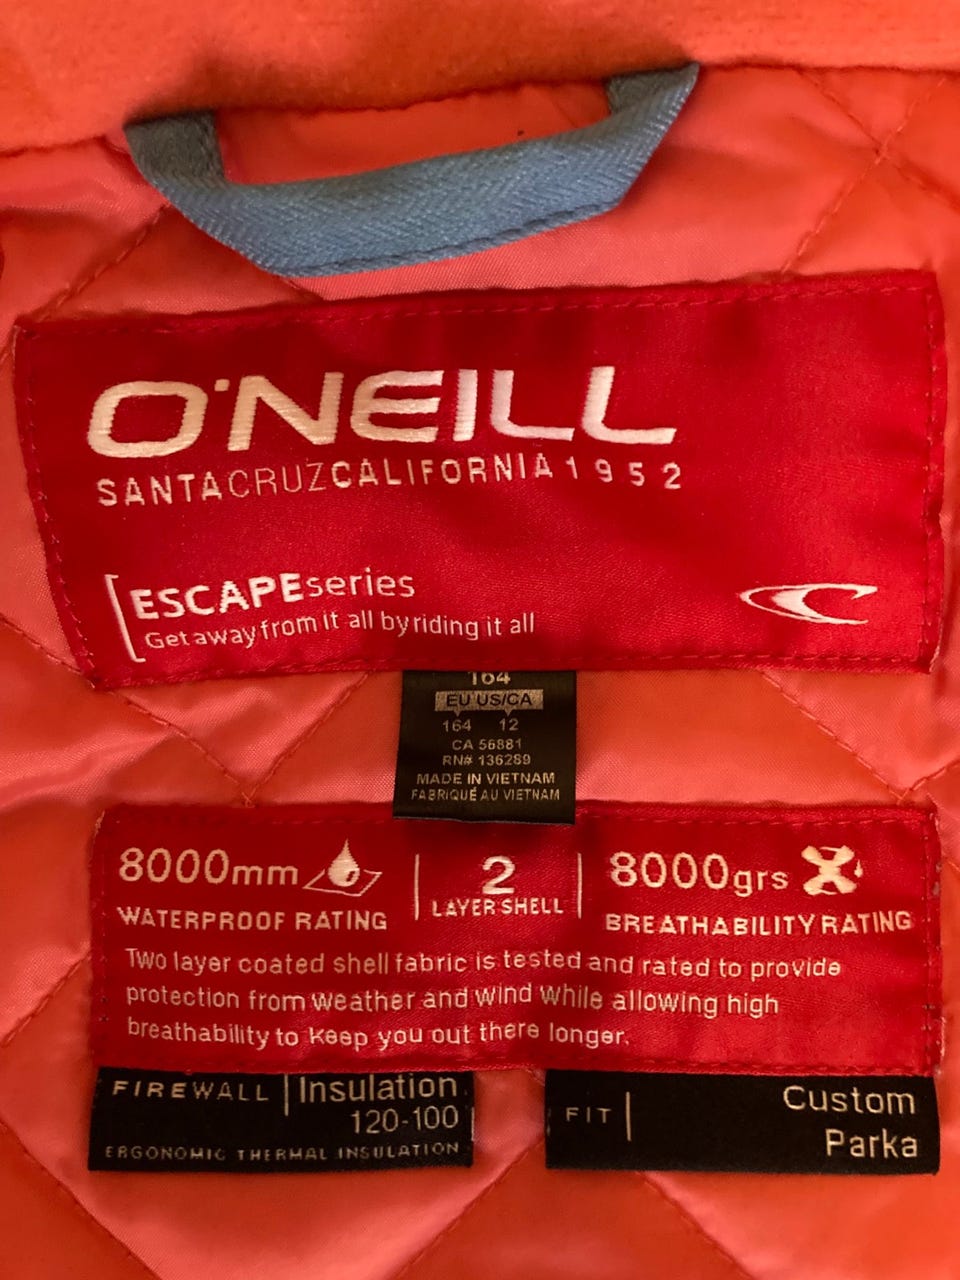 O'NEILL
SANTACRUZCALIFORNIA1952
ESCAPEseries
Get away from it all by riding it all
164
EU US/CA
164 12
CA 56881
RN# 136289
MADE IN VIETNAM
FABRIQUÉ AU VIETNAM
8000mm
WATERPROOF RATING
2
LAYER SHELL
8000grs
BREATHABILITY RATING
Two layer coated shell fabric is tested and rated to provide
protection from weather and wind while allowing high
breathability to keep you out there longer.
FIREWALL Insulation
120-100
ERGONOMIC THERMAL INSULATION
FIT Custom
Parka